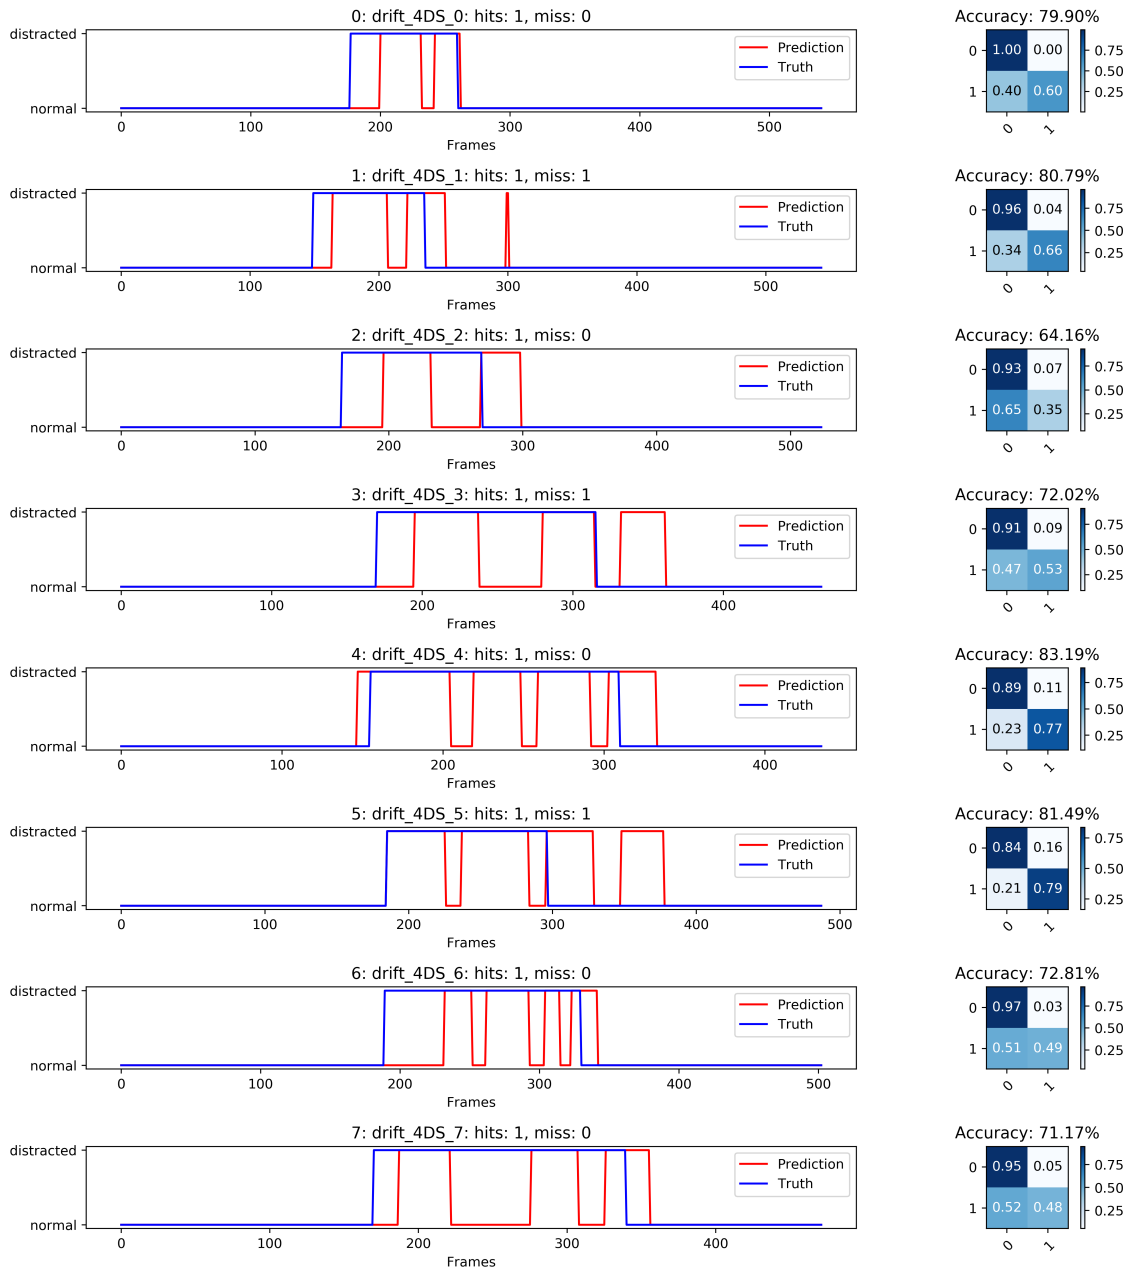 0: drift_4DS_0: hits: 1, miss: 0
distracted
normal
Prediction
Truth
0 100 200 300 400 500
Frames
Accuracy: 79.90%
0 1.00 0.00
1 0.40 0.60
0 1
0.75
0.50
0.25
1: drift_4DS_1: hits: 1, miss: 1
distracted
normal
Prediction
Truth
0 100 200 300 400 500
Frames
Accuracy: 80.79%
0 0.96 0.04
1 0.34 0.66
0 1
0.75
0.50
0.25
2: drift_4DS_2: hits: 1, miss: 0
distracted
normal
Prediction
Truth
0 100 200 300 400 500
Frames
Accuracy: 64.16%
0 0.93 0.07
1 0.65 0.35
0 1
0.75
0.50
0.25
3: drift_4DS_3: hits: 1, miss: 1
distracted
normal
Prediction
Truth
0 100 200 300 400
Frames
Accuracy: 72.02%
0 0.91 0.09
1 0.47 0.53
0 1
0.75
0.50
0.25
4: drift_4DS_4: hits: 1, miss: 0
distracted
normal
Prediction
Truth
0 100 200 300 400
Frames
Accuracy: 83.19%
0 0.89 0.11
1 0.23 0.77
0 1
0.75
0.50
0.25
5: drift_4DS_5: hits: 1, miss: 1
distracted
normal
Prediction
Truth
0 100 200 300 400 500
Frames
Accuracy: 81.49%
0 0.84 0.16
1 0.21 0.79
0 1
0.75
0.50
0.25
6: drift_4DS_6: hits: 1, miss: 0
distracted
normal
Prediction
Truth
0 100 200 300 400 500
Frames
Accuracy: 72.81%
0 0.97 0.03
1 0.51 0.49
0 1
0.75
0.50
0.25
7: drift_4DS_7: hits: 1, miss: 0
distracted
normal
Prediction
Truth
0 100 200 300 400
Frames
Accuracy: 71.17%
0 0.95 0.05
1 0.52 0.48
0 1
0.75
0.50
0.25